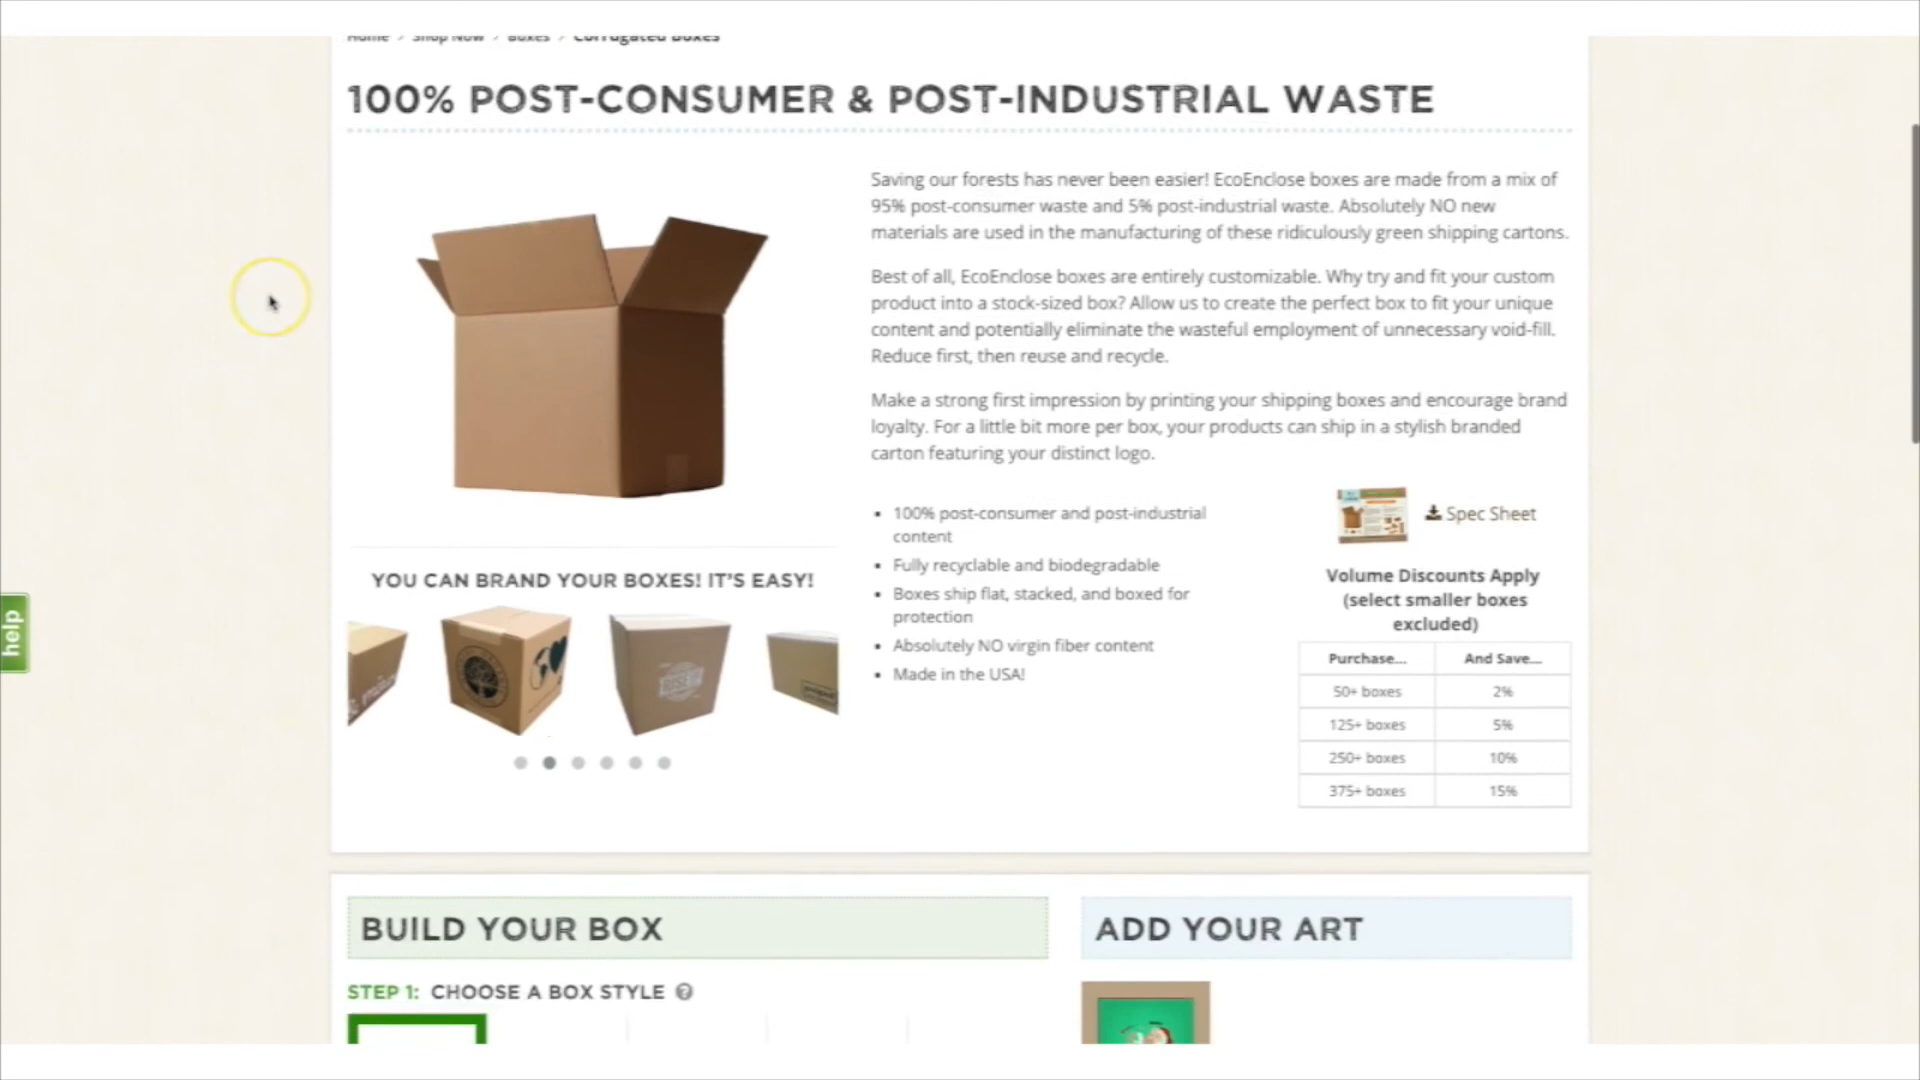 Home / Shop Now / Boxes / Corrugated Boxes
100% POST-CONSUMER & POST-INDUSTRIAL WASTE
Saving our forests has never been easier! EcoEnclose boxes are made from a mix of
95% post-consumer waste and 5% post-industrial waste. Absolutely NO new
materials are used in the manufacturing of these ridiculously green shipping cartons.
Best of all, EcoEnclose boxes are entirely customizable. Why try and fit your custom
product into a stock-sized box? Allow us to create the perfect box to fit your unique
content and potentially eliminate the wasteful employment of unnecessary void-fill.
Reduce first, then reuse and recycle.
Make a strong first impression by printing your shipping boxes and encourage brand
loyalty. For a little bit more per box, your products can ship in a stylish branded
carton featuring your distinct logo.
• 100% post-consumer and post-industrial
content
• Fully recyclable and biodegradable
• Boxes ship flat, stacked, and boxed for
protection
• Absolutely NO virgin fiber content
• Made in the USA!
Spec Sheet
Volume Discounts Apply
(select smaller boxes
excluded)
Purchase... And Save...
50+ boxes 2%
125+ boxes 5%
250+ boxes 10%
375+ boxes 15%
YOU CAN BRAND YOUR BOXES! IT'S EASY!
RISE UP
help
BUILD YOUR BOX
ADD YOUR ART
STEP 1: CHOOSE A BOX STYLE ?